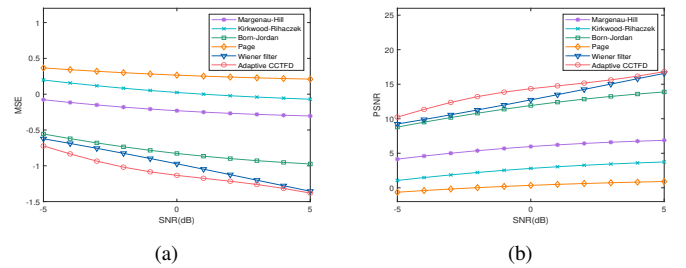 1
0.5
0
-0.5
-1
-1.5
MSE
-5
0
5
SNR(dB)
Margenau-Hill
Kirkwood-Rihaczek
Born-Jordan
Page
Wiener filter
Adaptive CCTFD
(a)
25
20
15
10
5
0
PSNR
-5
0
5
SNR(dB)
Margenau-Hill
Kirkwood-Rihaczek
Born-Jordan
Page
Wiener filter
Adaptive CCTFD
(b)